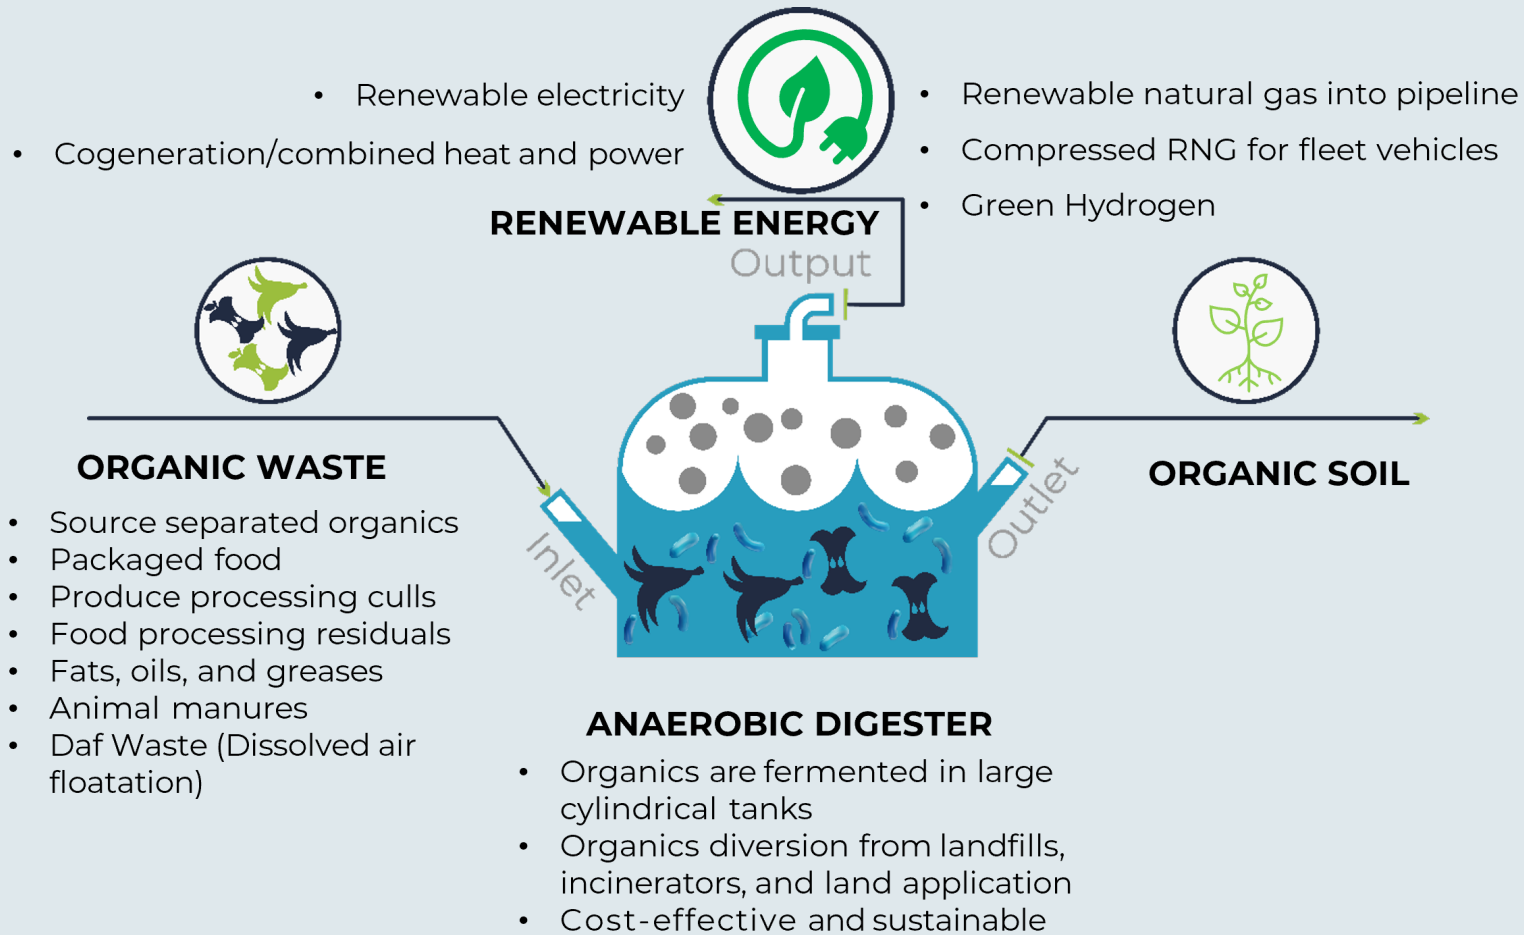 • Renewable electricity
• Cogeneration/combined heat and power
• Renewable natural gas into pipeline
• Compressed RNG for fleet vehicles
• Green Hydrogen
RENEWABLE ENERGY
Output
ORGANIC WASTE
• Source separated organics
• Packaged food
• Produce processing culls
• Food processing residuals
• Fats, oils, and greases
• Animal manures
• Daf Waste (Dissolved air
floatation)
Inlet
Outlet
ORGANIC SOIL
ANAEROBIC DIGESTER
• Organics are fermented in large
cylindrical tanks
• Organics diversion from landfills,
incinerators, and land application
• Cost-effective and sustainable